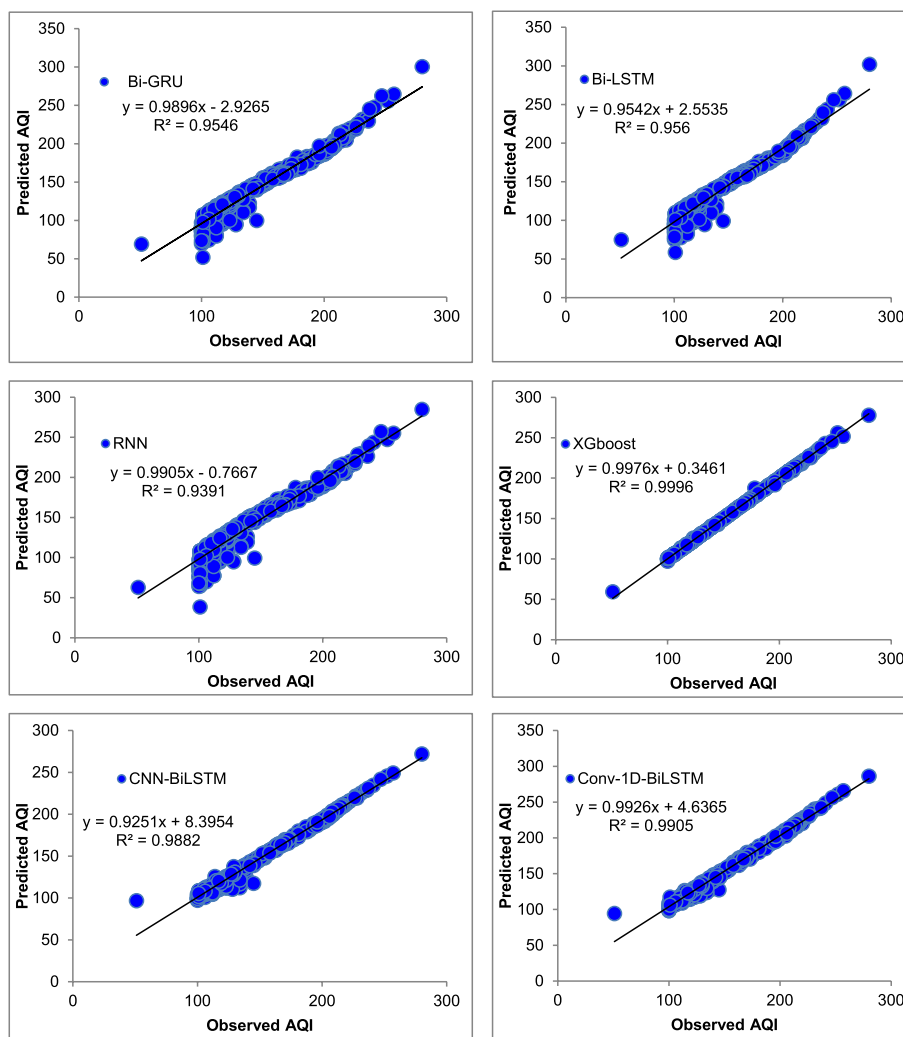 350
300
250
200
150
100
50
0
Predicted AQI
Bi-GRU
y = 0.9896x - 2.9265
R² = 0.9546
0
100
200
300
Observed AQI
350
300
250
200
150
100
50
0
Predicted AQI
Bi-LSTM
y = 0.9542x + 2.5535
R² = 0.956
0
100
200
300
Observed AQI
300
250
200
150
100
50
0
Predicted AQI
RNN
y = 0.9905x - 0.7667
R² = 0.9391
0
100
200
300
Observed AQI
300
250
200
150
100
50
0
Predicted AQI
XGboost
y = 0.9976x + 0.3461
R² = 0.9996
0
100
200
300
Observed AQI
300
250
200
150
100
50
0
Predicted AQI
CNN-BiLSTM
y = 0.9251x + 8.3954
R² = 0.9882
0
100
200
300
Observed AQI
350
300
250
200
150
100
50
0
Predicted AQI
Conv-1D-BiLSTM
y = 0.9926x + 4.6365
R² = 0.9905
0
100
200
300
Observed AQI